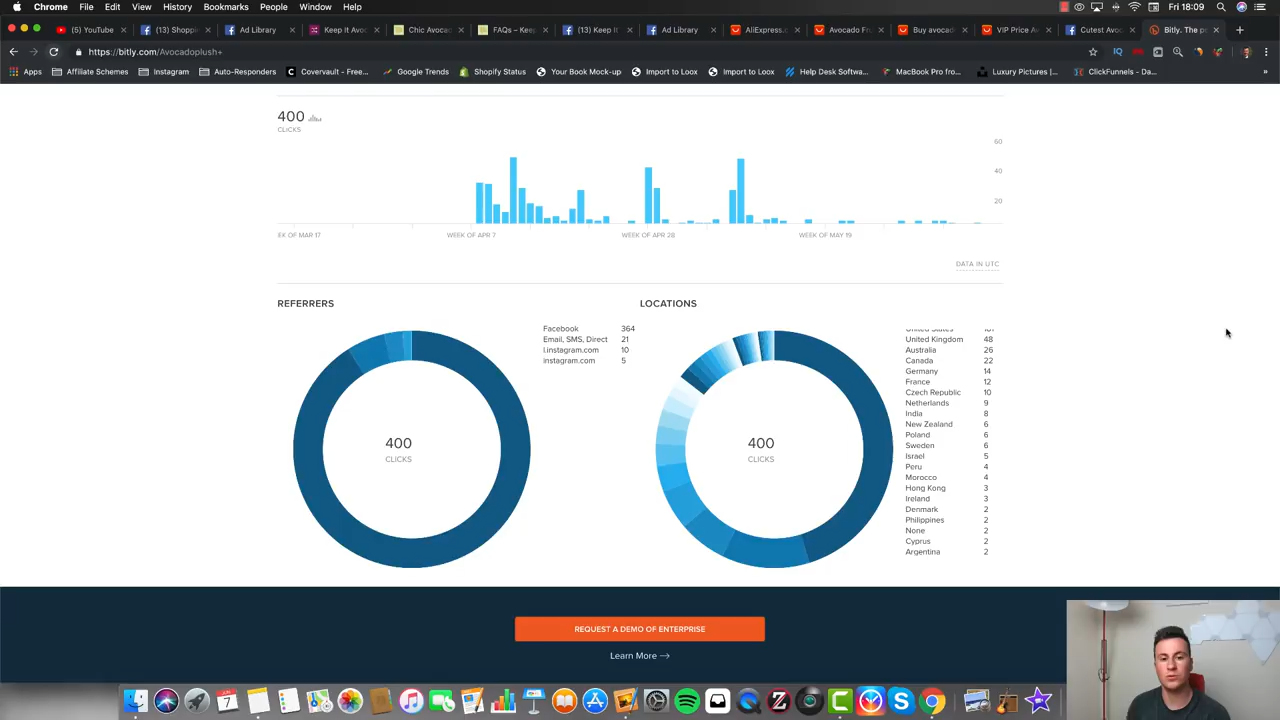 Chrome File Edit View History Bookmarks People Window Help Fri 18:09
(5) YouTube (13) Shoppi Ad Library Keep It Avoc Chic Avocad FAQs – Keep (13) Keep It Ad Library AliExpress. Avocado Fru Buy avocad VIP Price Av Cutest Avoc Bitly. The p
https://bitly.com/Avocadoplush+
Apps Affiliate Schemes Instagram Auto-Responders Covervault - Free... Google Trends Shopify Status Your Book Mock-up Import to Loox Import to Loox Help Desk Softwa... MacBook Pro fro... Luxury Pictures |... ClickFunnels - Da... »
400
CLICKS
60
40
20
EK OF MAR 17 WEEK OF APR 7 WEEK OF APR 28 WEEK OF MAY 19
DATA IN UTC
REFERRERS
Facebook 364
Email, SMS, Direct 21
l.instagram.com 10
instagram.com 5
400
CLICKS
LOCATIONS
United States
United Kingdom 48
Australia 26
Canada 22
Germany 14
France 12
Czech Republic 10
Netherlands 9
India 8
New Zealand 6
Poland 6
Sweden 6
Israel 5
Peru 4
Morocco 4
Hong Kong 3
Ireland 3
Denmark 2
Philippines 2
None 2
Cyprus 2
Argentina 2
400
CLICKS
REQUEST A DEMO OF ENTERPRISE
Learn More →
JUN
7